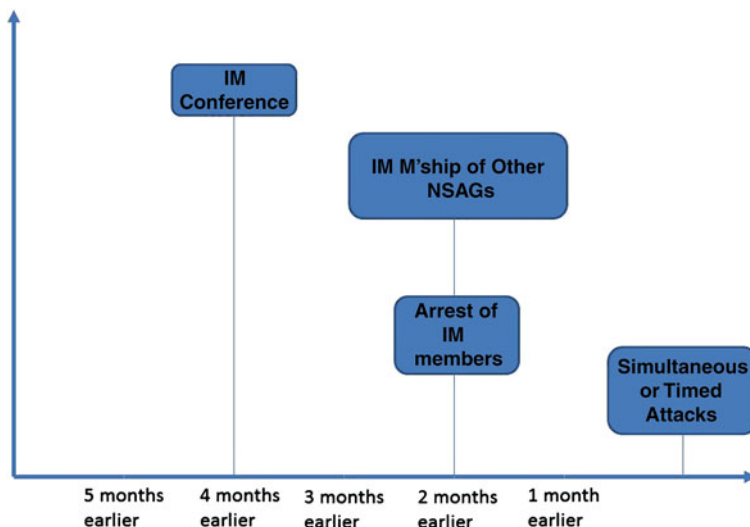 IM
Conference
IM M'ship of Other
NSAGs
Arrest of
IM
members
Simultaneous
or Timed
Attacks
5 months
earlier
4 months
earlier
3 months
earlier
2 months
earlier
1 month
earlier